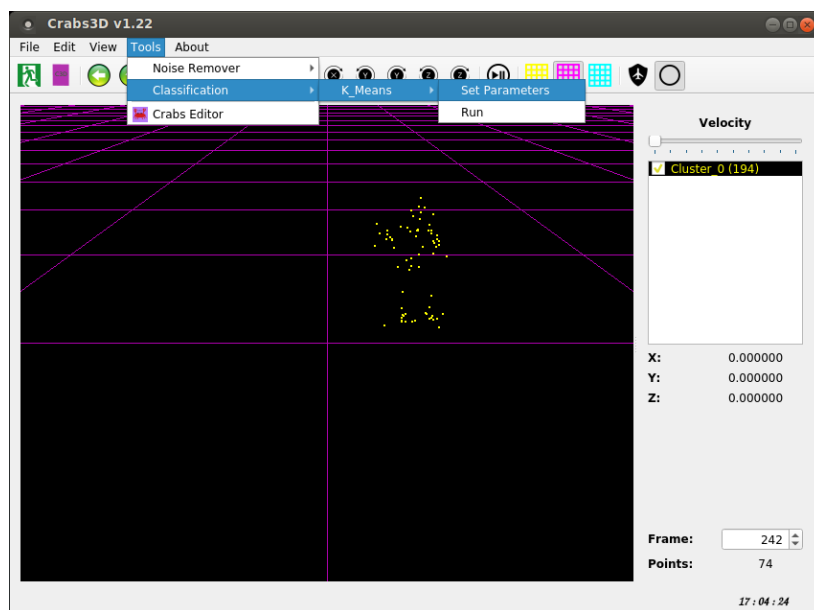 Crabs3D v1.22
File Edit View Tools About
Noise Remover
Classification
Crabs Editor
K_Means
Set Parameters
Run
Velocity
Cluster_0 (194)
X: 0.000000
Y: 0.000000
Z: 0.000000
Frame: 242
Points: 74
17 : 04 : 24